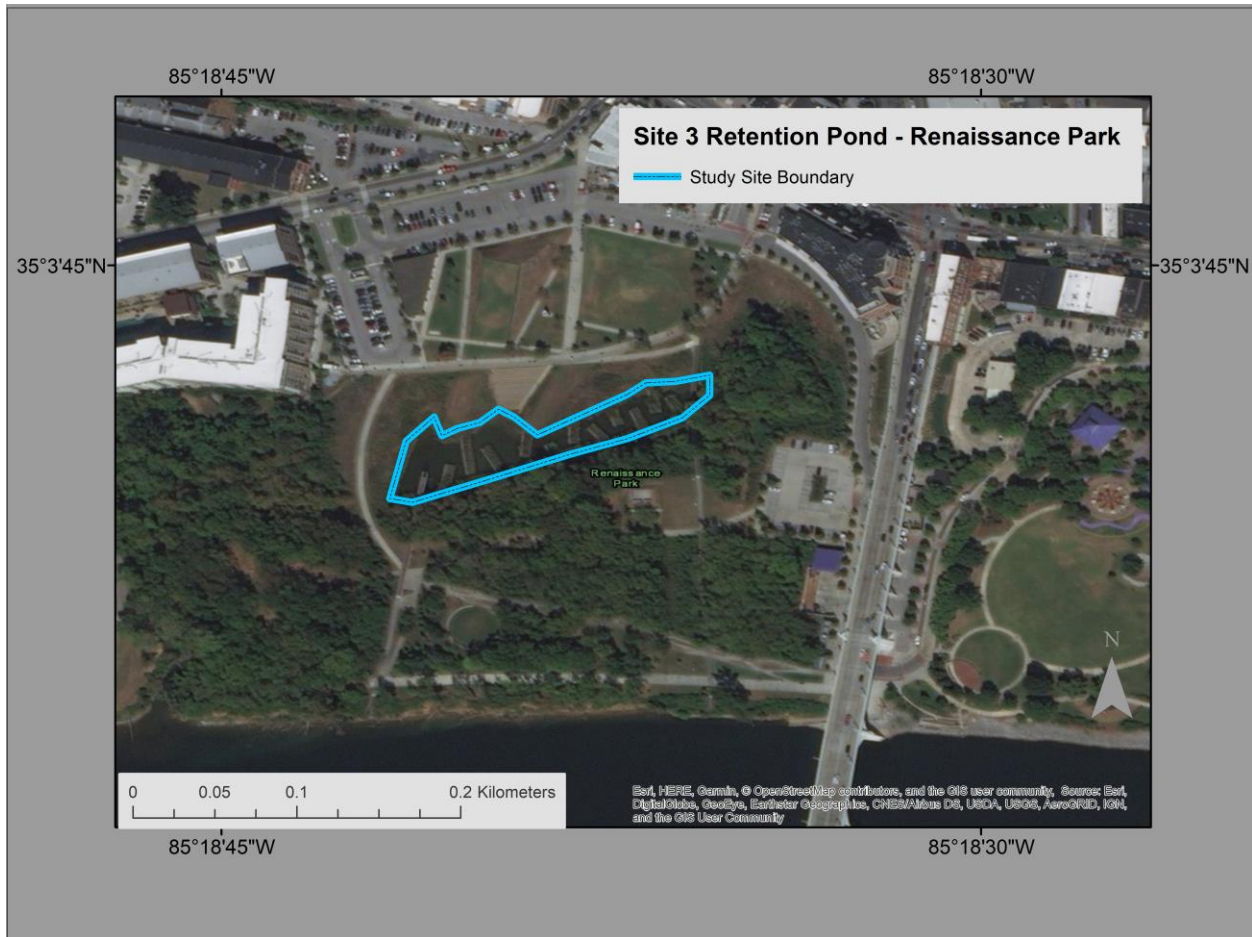 85°18'45"W
85°18'30"W
Site 3 Retention Pond - Renaissance Park
Study Site Boundary
35°3'45"N
35°3'45"N
Renaissance
Park
N
0 0.05 0.1 0.2 Kilometers
Esri, HERE, Garmin, © OpenStreetMap contributors, and the GIS user community, Source: Esri,
DigitalGlobe, GeoEye, Earthstar Geographics, CNES/Airbus DS, USDA, USGS, AeroGRID, IGN,
and the GIS User Community
85°18'45"W
85°18'30"W